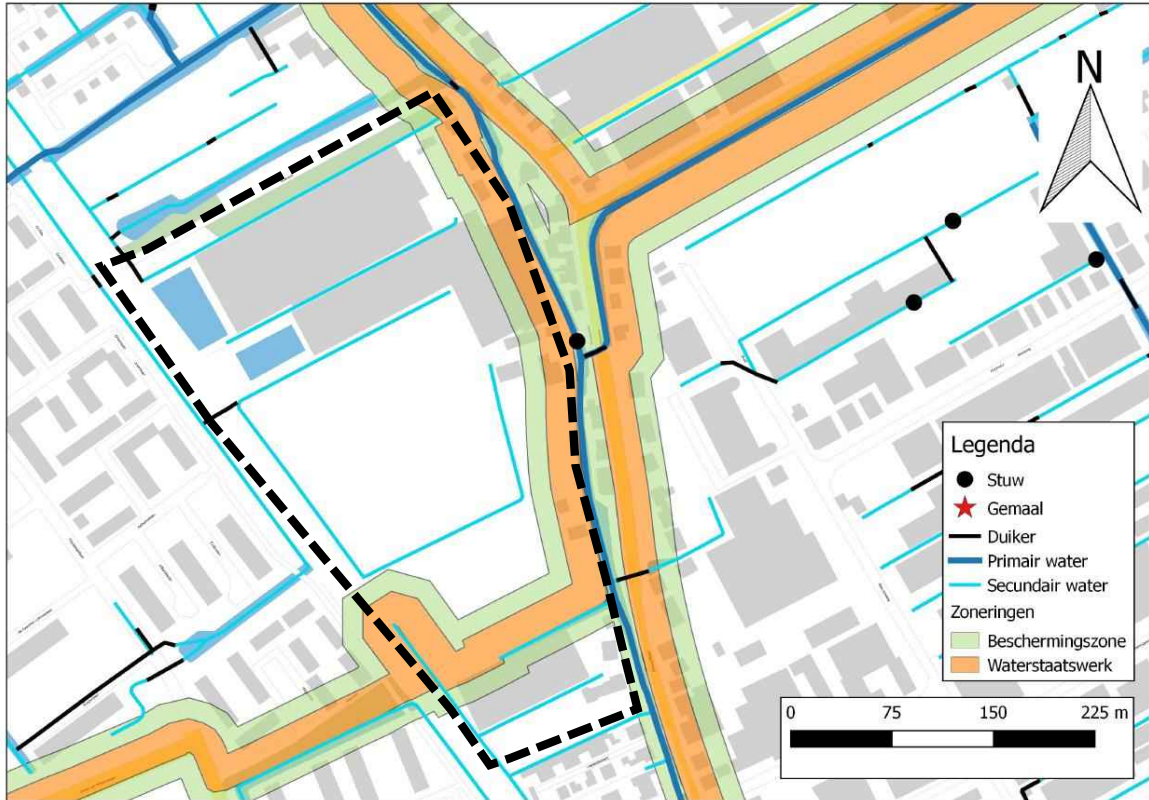 N
Legenda
Stuw
Gemaal
Duiker
Primair water
Secundair water
Zoneringen
Beschermingszone
Waterstaatswerk
0 75 150 225 m